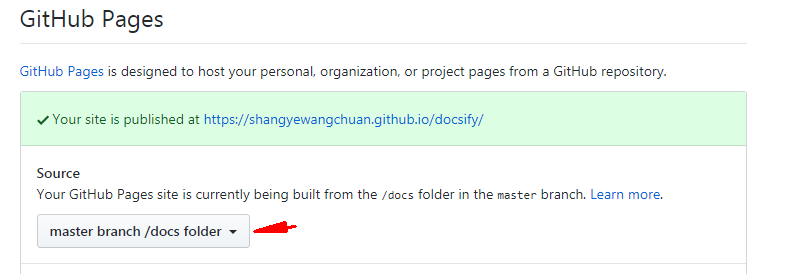 GitHub Pages
GitHub Pages is designed to host your personal, organization, or project pages from a GitHub repository.
Your site is published at https://shangyewangchuan.github.io/docsify/
Source
Your GitHub Pages site is currently being built from the /docs folder in the master branch. Learn more.
master branch /docs folder